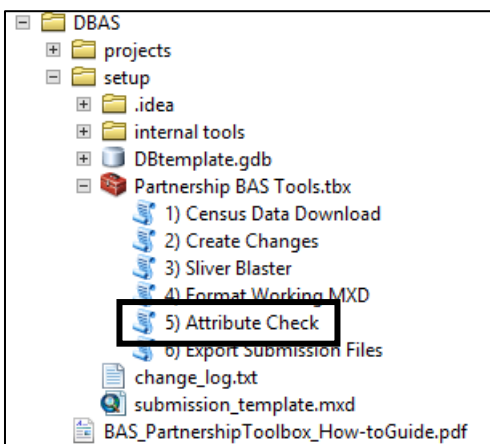 DBAS
projects
setup
.idea
internal tools
DBtemplate.gdb
Partnership BAS Tools.tbx
1) Census Data Download
2) Create Changes
3) Sliver Blaster
4) Format Working MXD
5) Attribute Check
6) Export Submission Files
change_log.txt
submission_template.mxd
BAS_PartnershipToolbox_How-toGuide.pdf